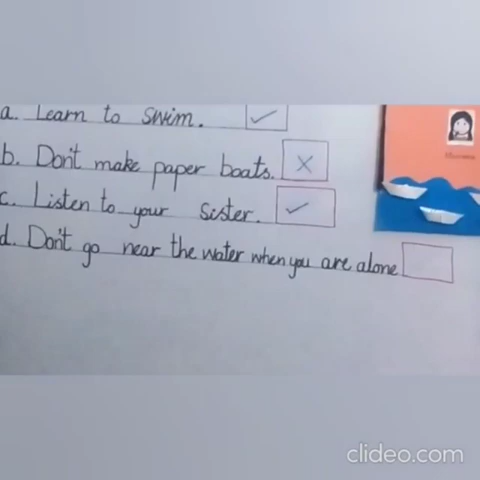 a. Learn to swim. ✓
b. Don't make paper boats. ×
c. Listen to your sister. ✓
d. Don't go near the water when you are alone
clideo.com